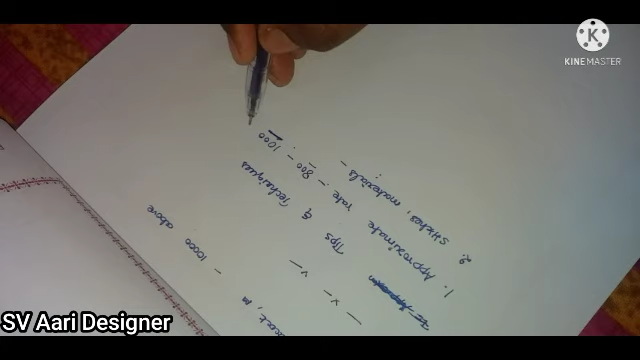 - 10000 above
Tips & Techniques
1. Approximate rate :- 800 - 1000
2. Stitches, materials -
KINEMASTER
SV Aari Designer